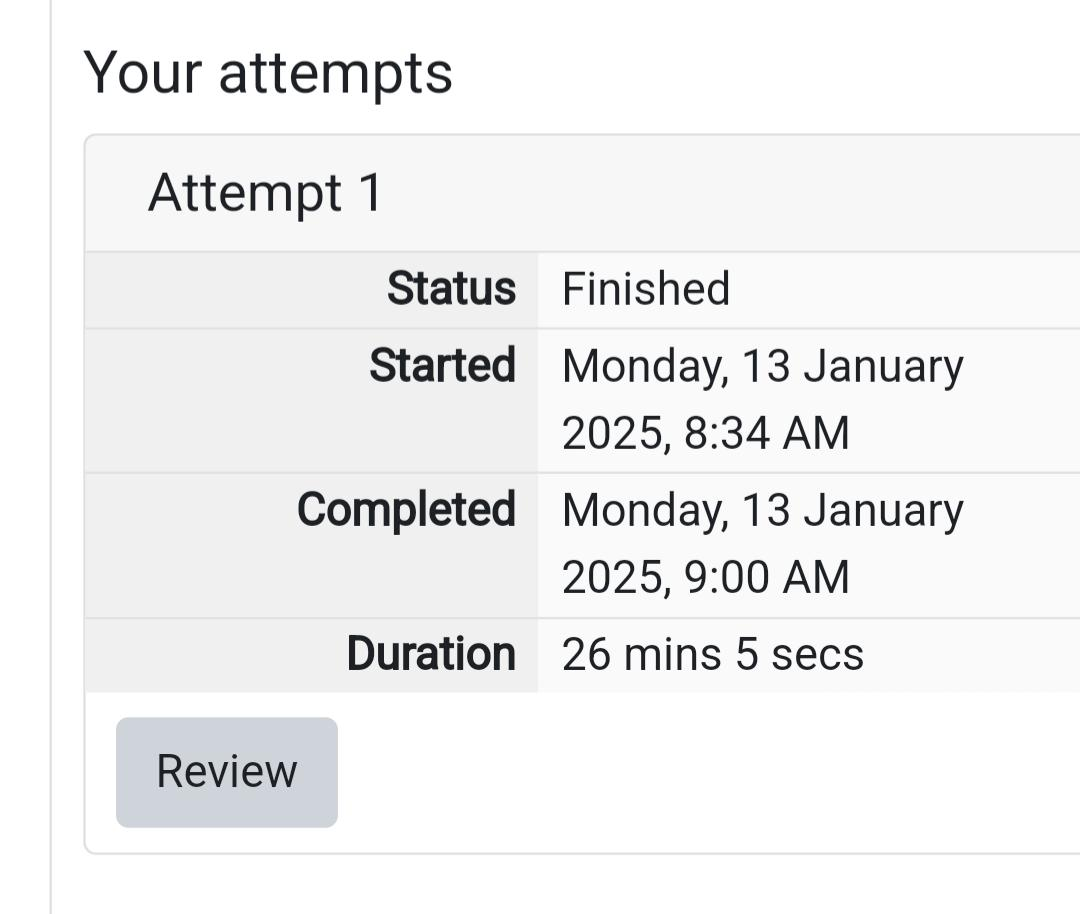 Your attempts
Attempt 1
Status Finished
Started Monday, 13 January
2025, 8:34 AM
Completed Monday, 13 January
2025, 9:00 AM
Duration 26 mins 5 secs
Review